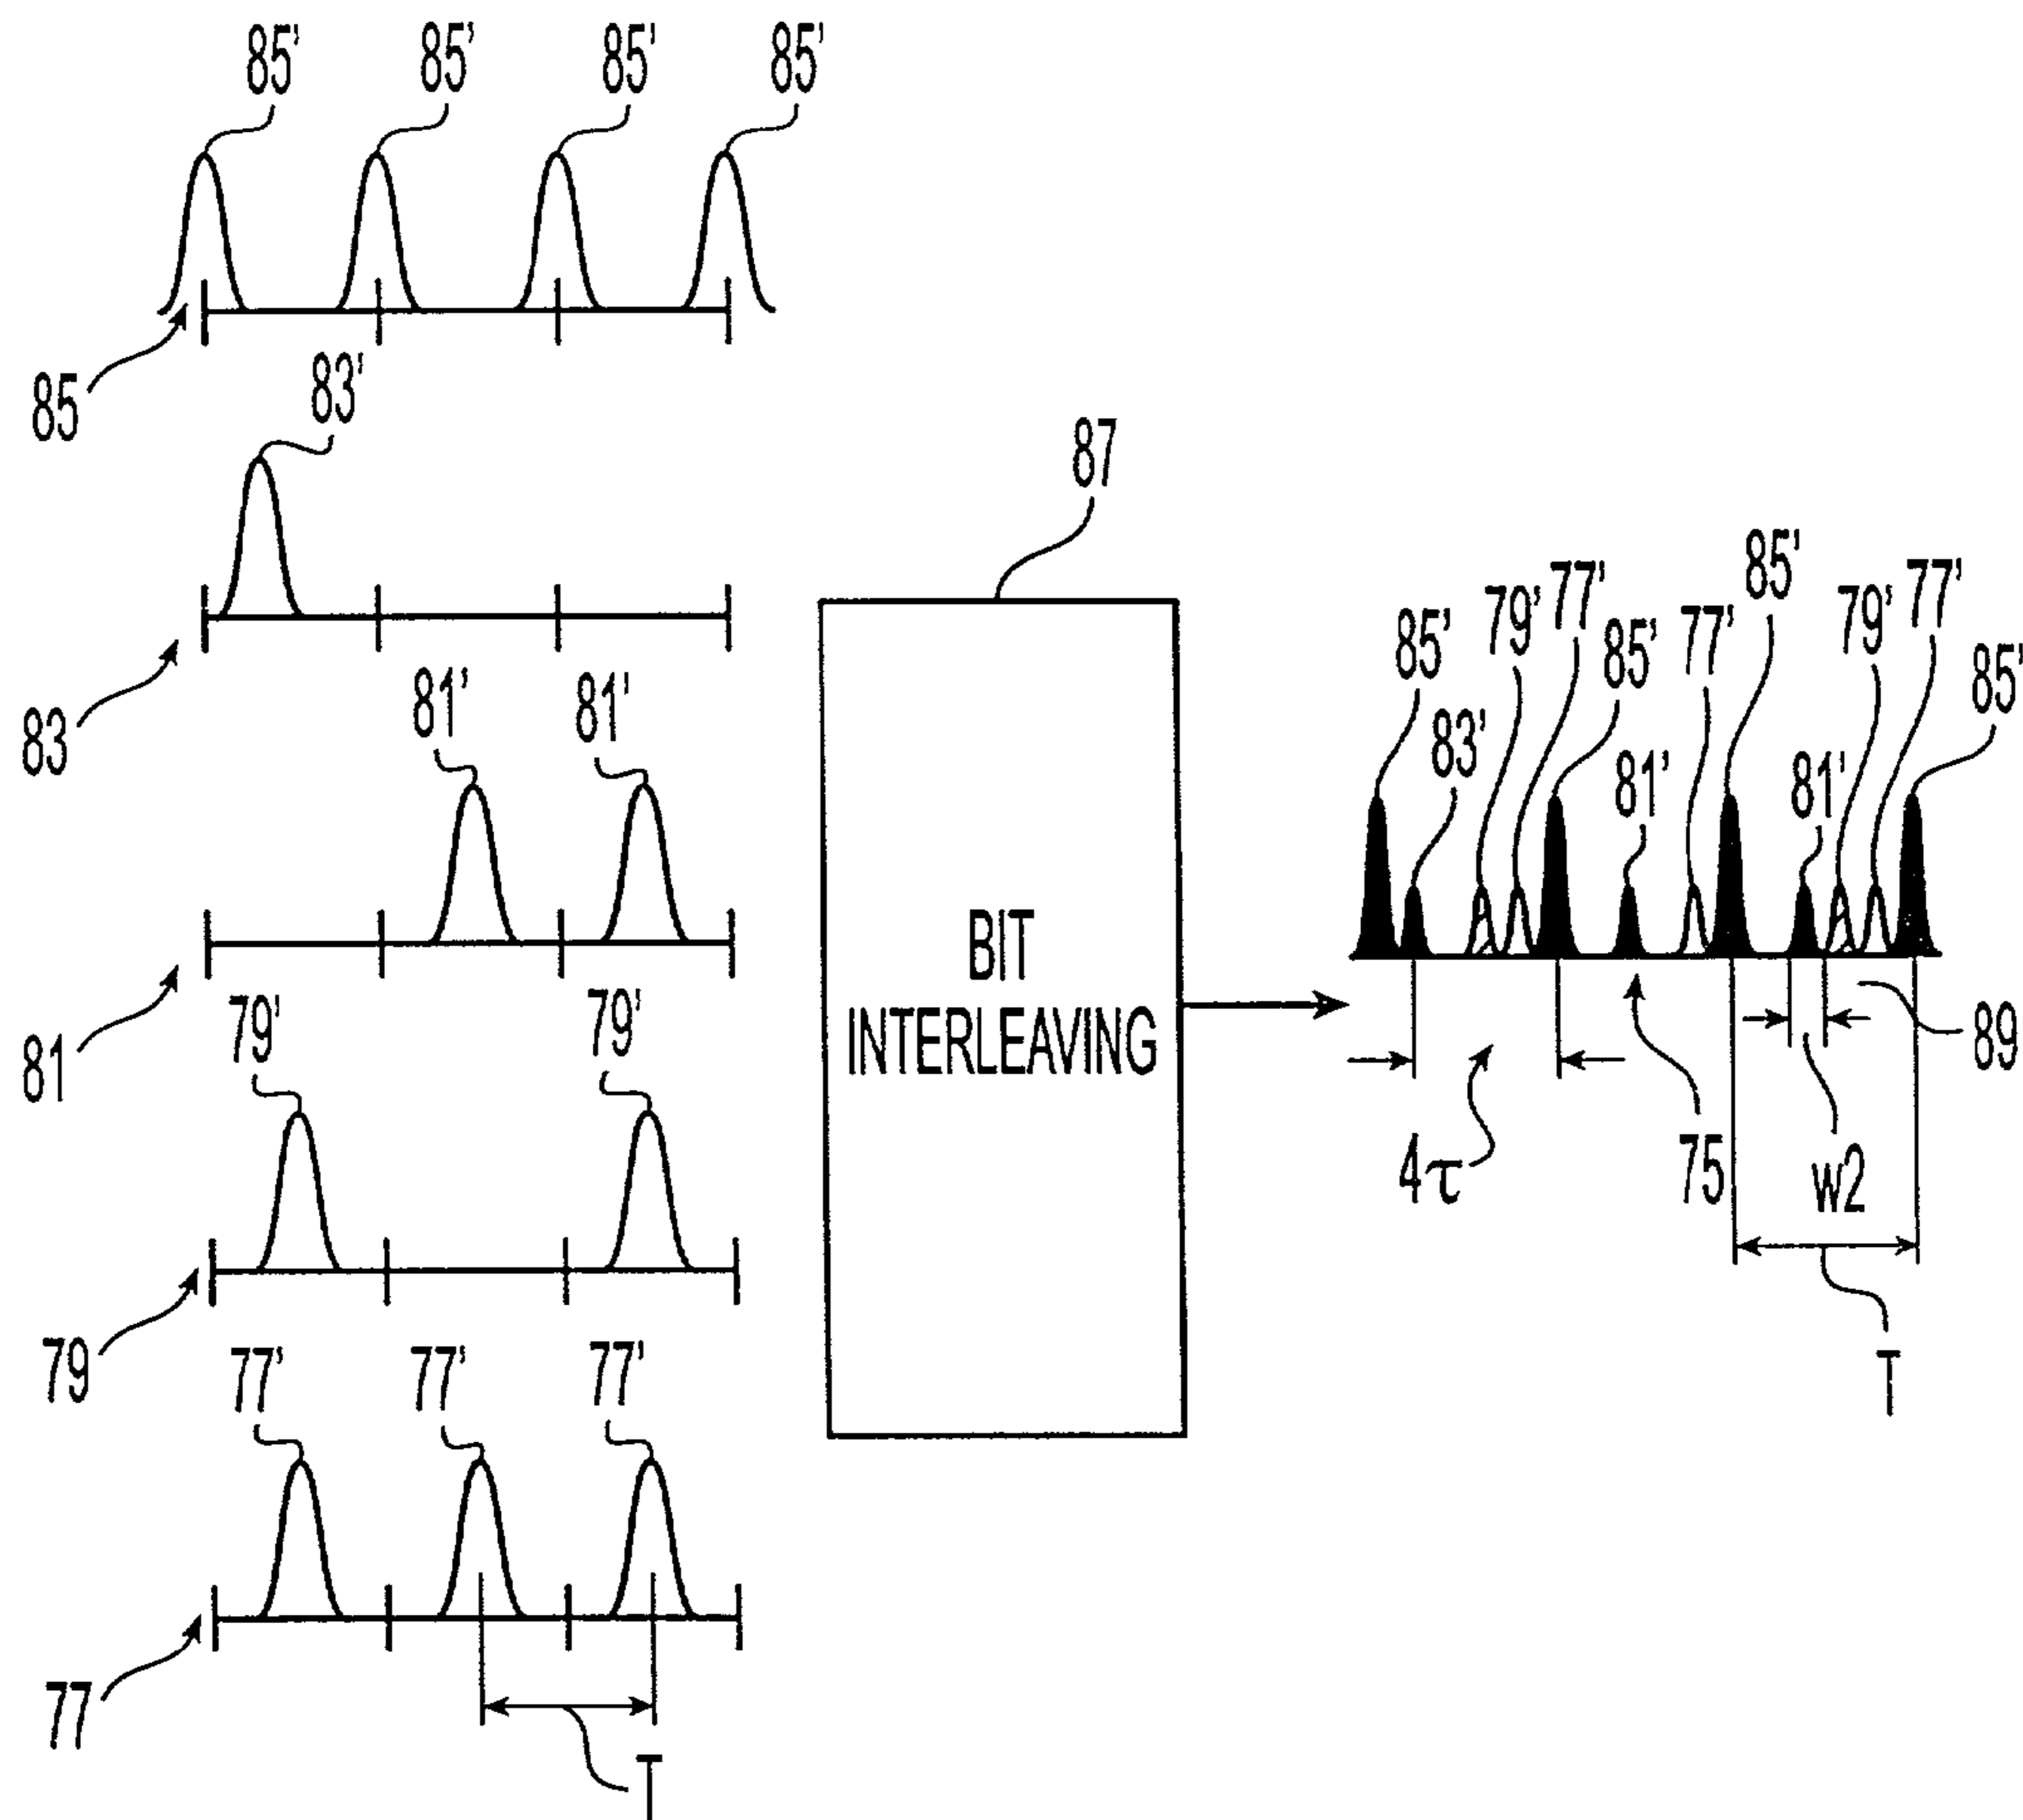 85' 85' 85' 85'
85
83'
83
81' 81'
81
79' 79'
79
77' 77' 77'
77
T
87
BIT
INTERLEAVING
85' 83' 79' 77' 85' 81' 77' 85' 81' 79' 77' 85'
89
4τ
75
W2
T